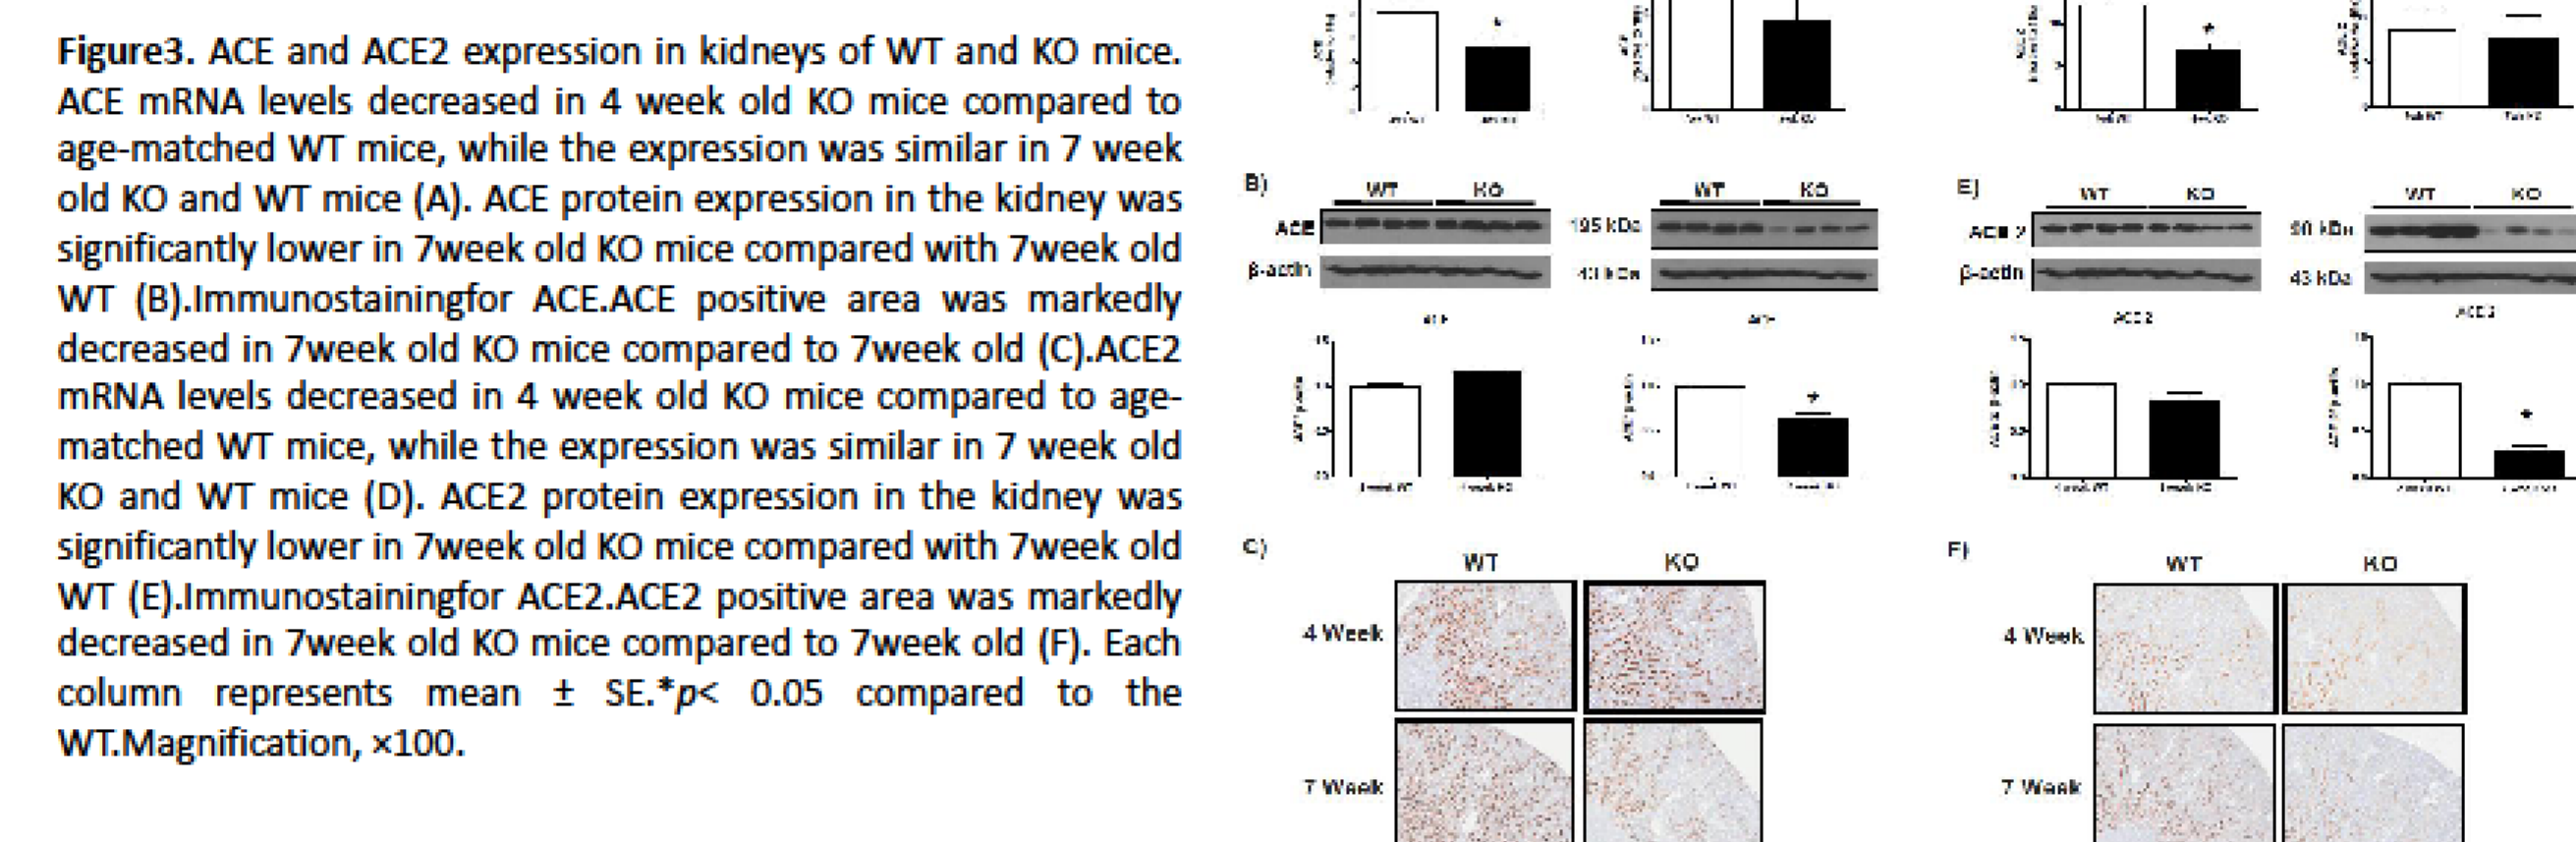 Figure3. ACE and ACE2 expression in kidneys of WT and KO mice.
ACE mRNA levels decreased in 4 week old KO mice compared to
age-matched WT mice, while the expression was similar in 7 week
old KO and WT mice (A). ACE protein expression in the kidney was
significantly lower in 7week old KO mice compared with 7week old
WT (B).Immunostainingfor ACE.ACE positive area was markedly
decreased in 7week old KO mice compared to 7week old (C).ACE2
mRNA levels decreased in 4 week old KO mice compared to age-
matched WT mice, while the expression was similar in 7 week old
KO and WT mice (D). ACE2 protein expression in the kidney was
significantly lower in 7week old KO mice compared with 7week old
WT (E).Immunostainingfor ACE2.ACE2 positive area was markedly
decreased in 7week old KO mice compared to 7week old (F). Each
column represents mean ± SE.*p< 0.05 compared to the
WT.Magnification, ×100.
*
*
B) WT KO WT KO
ACE 195 kDa
β-actin 43 kDa
ACE ACE
*
C) WT KO
4 Week
7 Week
E) WT KO WT KO
ACE 2 90 kDa
β-actin 43 kDa
ACE2 ACE2
*
F) WT KO
4 Week
7 Week